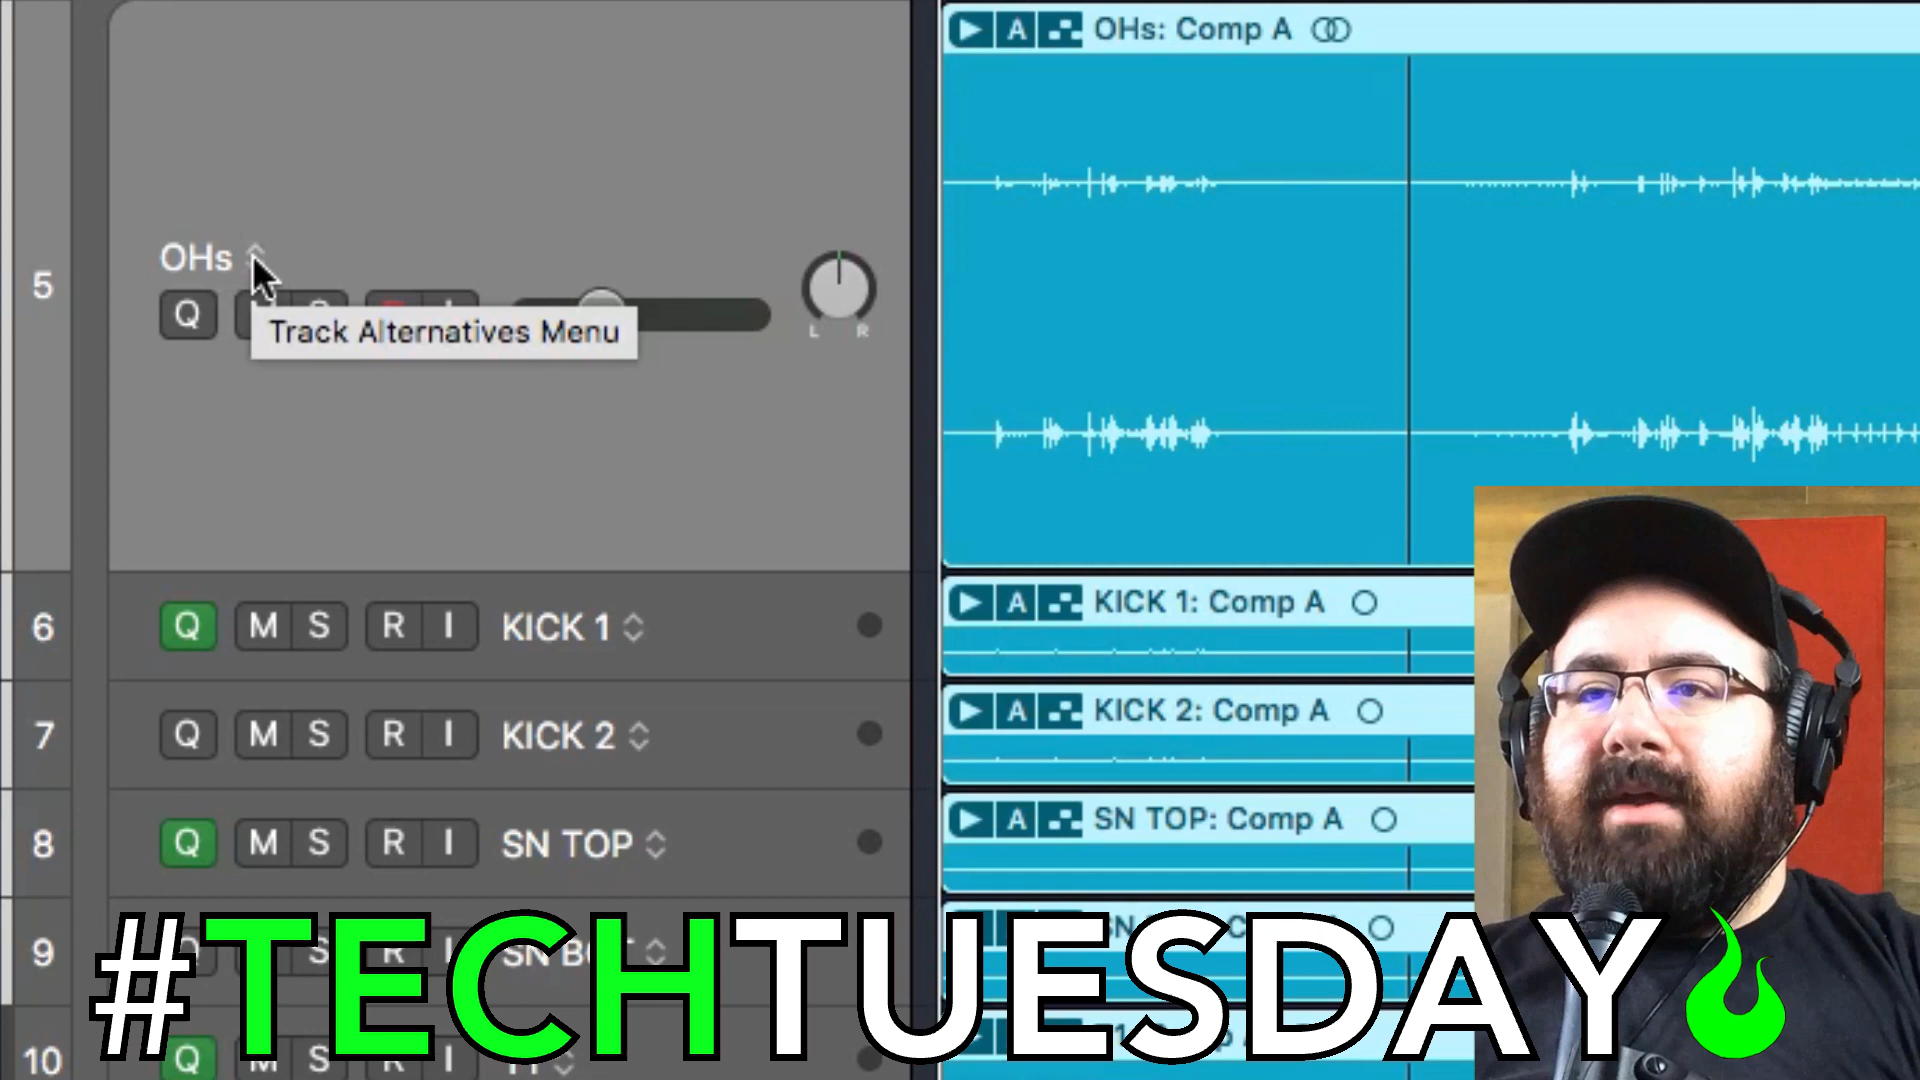 A OHs: Comp A
OHs
5
Q
L R
Track Alternatives Menu
6 Q M S R I KICK 1
A KICK 1: Comp A
7 Q M S R I KICK 2
A KICK 2: Comp A
8 Q M S R I SN TOP
A SN TOP: Comp A
9 S R I SN
#TECHTUESDAY
10 Q M S R I